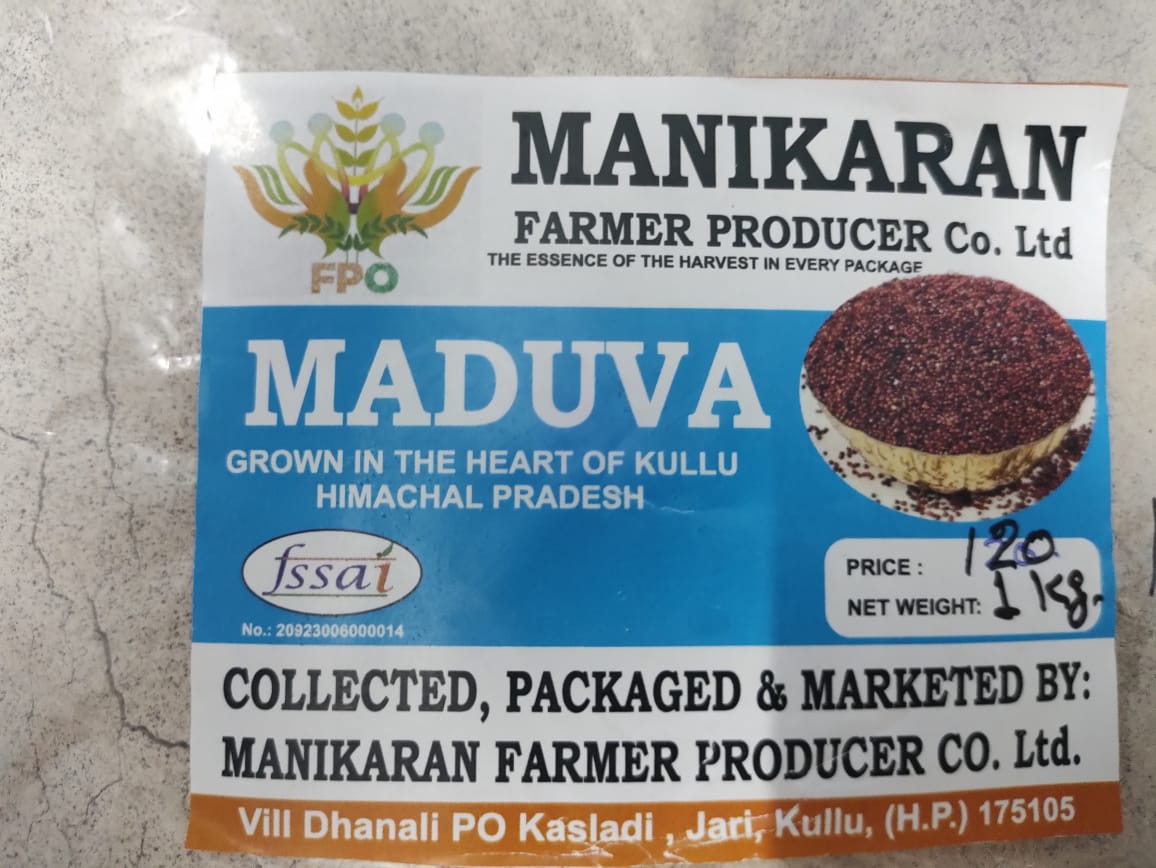 MANIKARAN
FARMER PRODUCER Co. Ltd
THE ESSENCE OF THE HARVEST IN EVERY PACKAGE
FPO
MADUVA
GROWN IN THE HEART OF KULLU
HIMACHAL PRADESH
fssai
No.: 20923006000014
PRICE : 120
NET WEIGHT: 1 Kg.
COLLECTED, PACKAGED & MARKETED BY:
MANIKARAN FARMER PRODUCER CO. Ltd.
Vill Dhanali PO Kasladi , Jari, Kullu, (H.P.) 175105